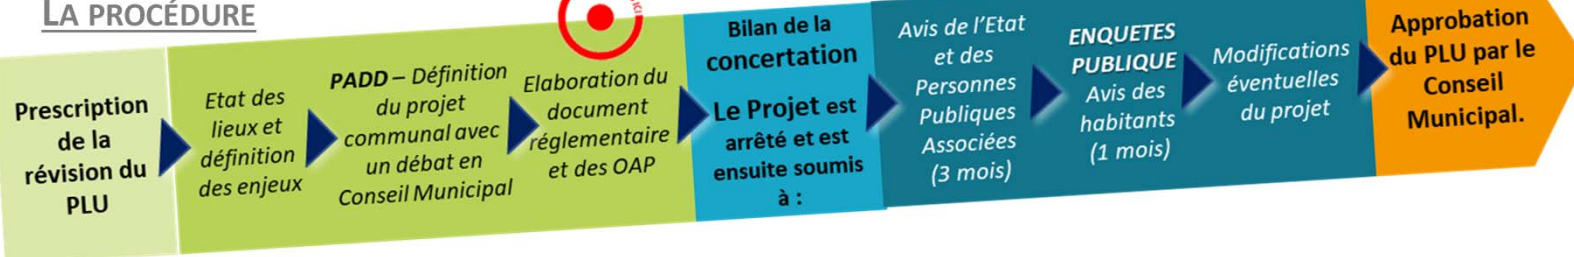 LA PROCÉDURE
Prescription
de la
révision du
PLU
Etat des
lieux et
définition
des enjeux
PADD – Définition
du projet
communal avec
un débat en
Conseil Municipal
Elaboration du
document
réglementaire
et des OAP
ICI
Bilan de la
concertation
Le Projet est
arrêté et est
ensuite soumis
à :
Avis de l’Etat
et des
Personnes
Publiques
Associées
(3 mois)
ENQUETES
PUBLIQUE
Avis des
habitants
(1 mois)
Modifications
éventuelles
du projet
Approbation
du PLU par le
Conseil
Municipal.